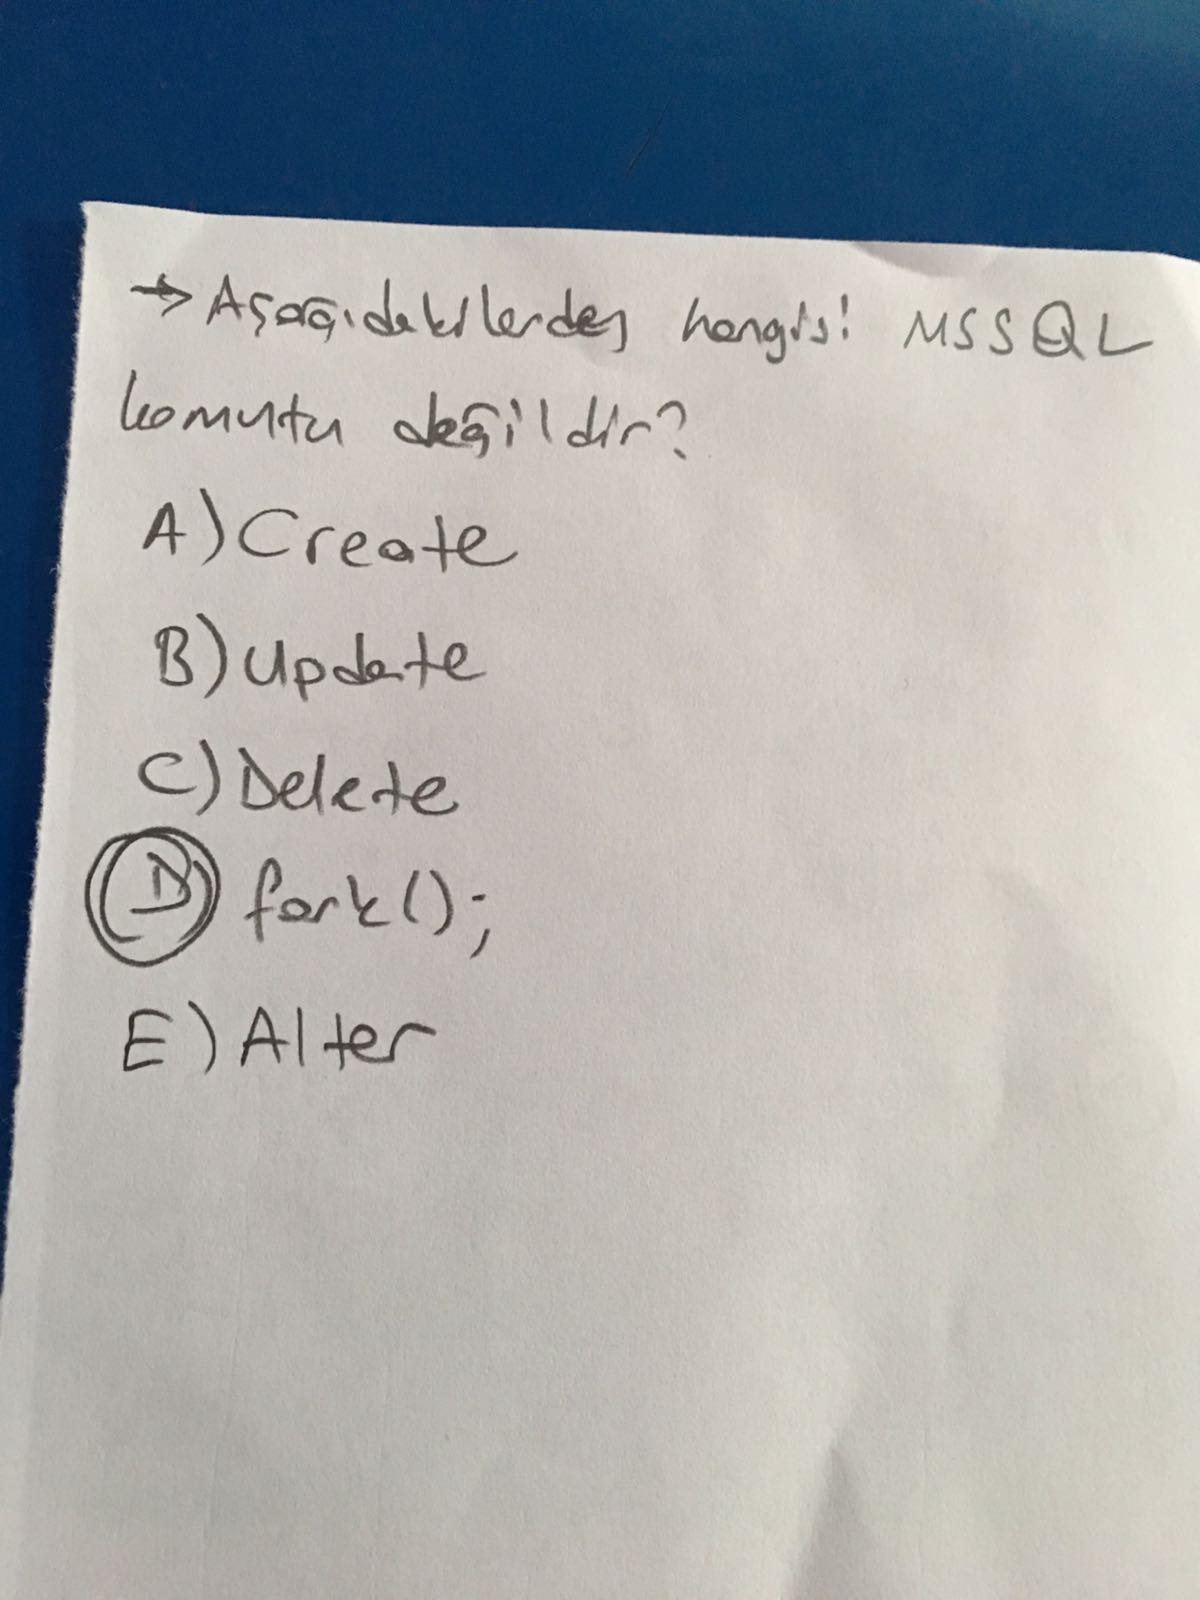 → Aşağıdakilerden hangisi MSSQL
komutu değildir?
A) Create
B) Update
C) Delete
D) fork();
E) Alter